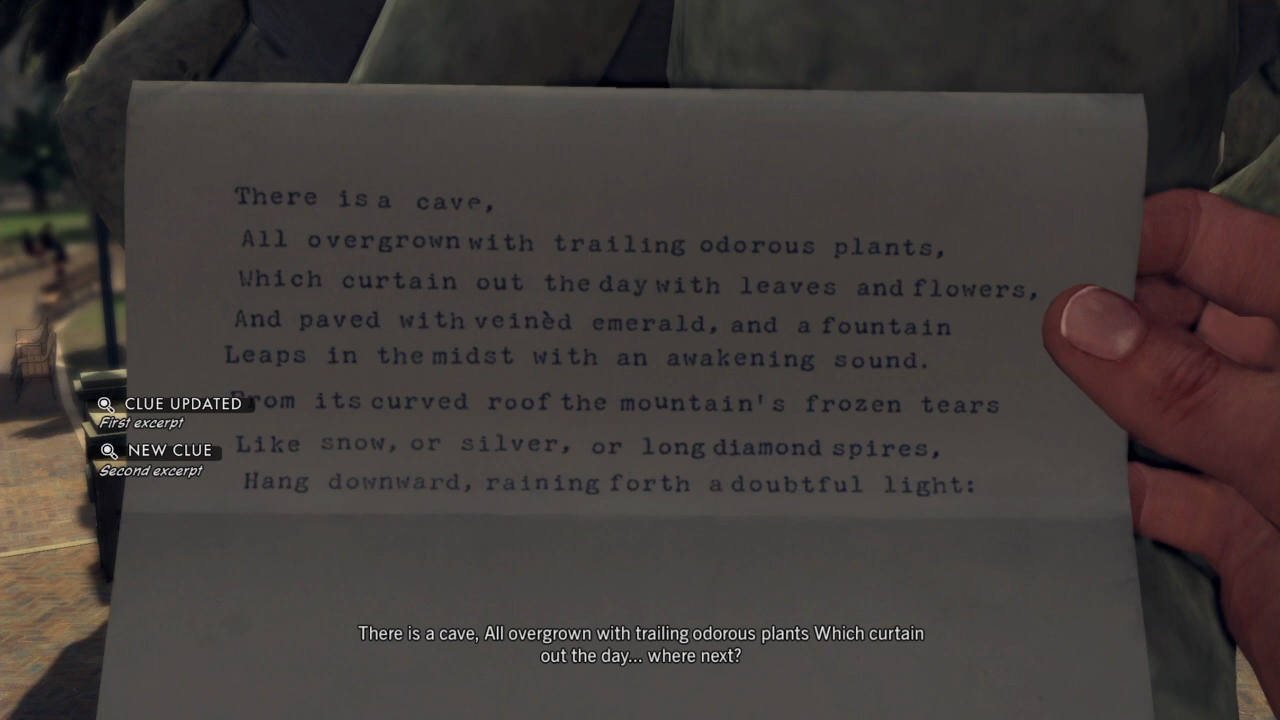 There is a cave,
All overgrown with trailing odorous plants,
Which curtain out the day with leaves and flowers,
And paved with veinèd emerald, and a fountain
Leaps in the midst with an awakening sound.
From its curved roof the mountain's frozen tears
Like snow, or silver, or long diamond spires,
Hang downward, raining forth a doubtful light:
CLUE UPDATED
First excerpt
NEW CLUE
Second excerpt
There is a cave, All overgrown with trailing odorous plants Which curtain
out the day... where next?